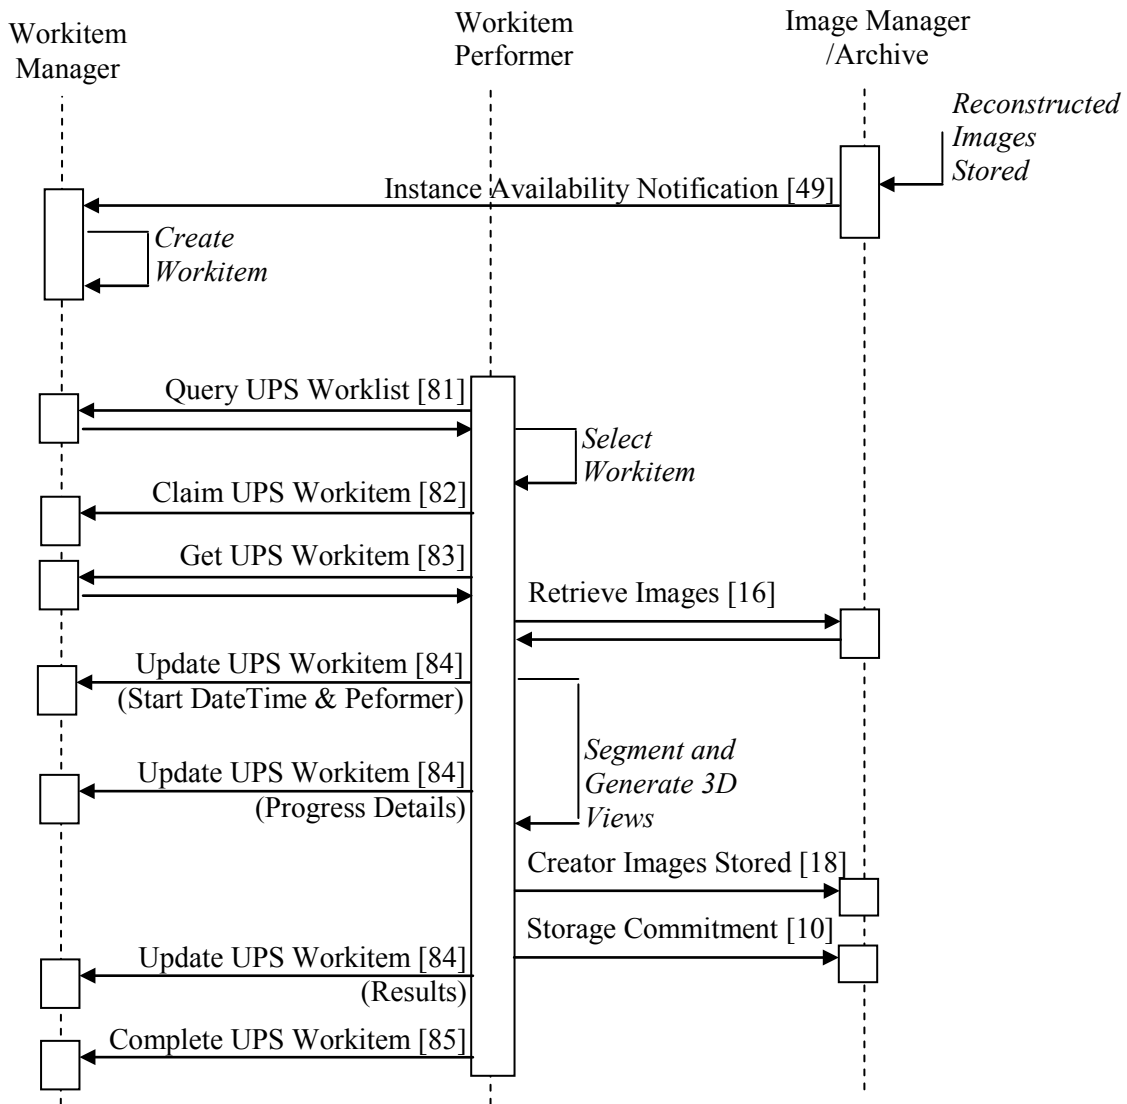 Workitem
Manager
Workitem
Performer
Image Manager
/Archive
Reconstructed
Images
Stored
Instance Availability Notification [49]
Create
Workitem
Query UPS Worklist [81]
Select
Workitem
Claim UPS Workitem [82]
Get UPS Workitem [83]
Retrieve Images [16]
Update UPS Workitem [84]
(Start DateTime & Peformer)
Segment and
Generate 3D
Views
Update UPS Workitem [84]
(Progress Details)
Creator Images Stored [18]
Storage Commitment [10]
Update UPS Workitem [84]
(Results)
Complete UPS Workitem [85]